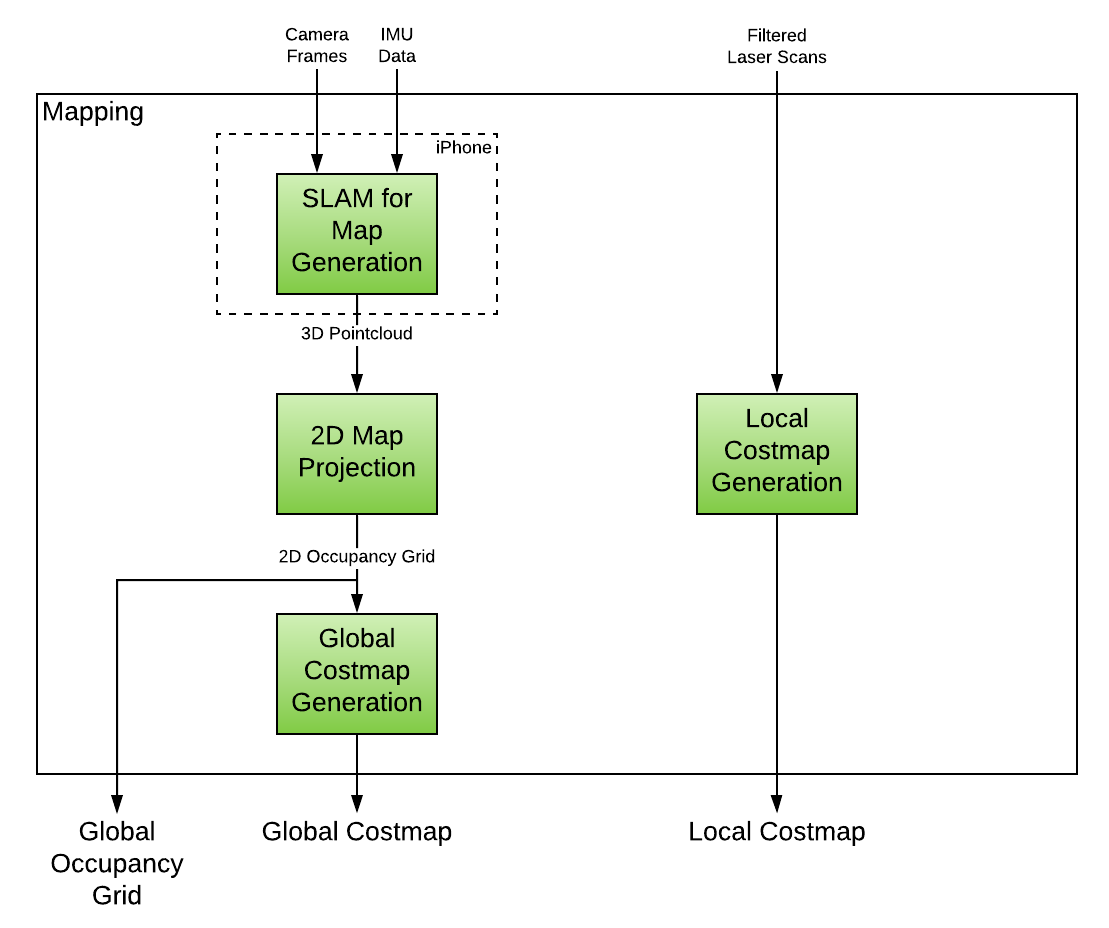 Camera
Frames
IMU
Data
Filtered
Laser Scans
Mapping
iPhone
SLAM for
Map
Generation
3D Pointcloud
2D Map
Projection
Local
Costmap
Generation
2D Occupancy Grid
Global
Costmap
Generation
Global
Occupancy
Grid
Global Costmap
Local Costmap